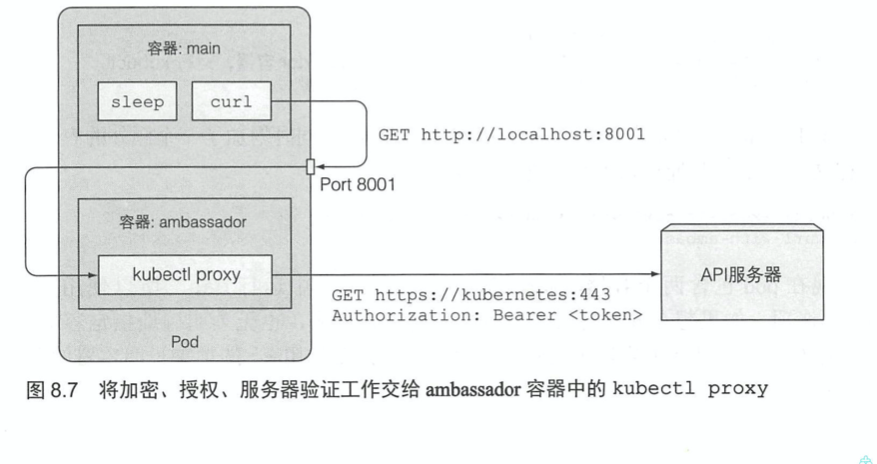 容器: main
sleep
curl
GET http://localhost:8001
Port 8001
容器: ambassador
kubectl proxy
API服务器
GET https://kubernetes:443
Authorization: Bearer <token>
Pod
图 8.7 将加密、授权、服务器验证工作交给 ambassador 容器中的 kubectl proxy